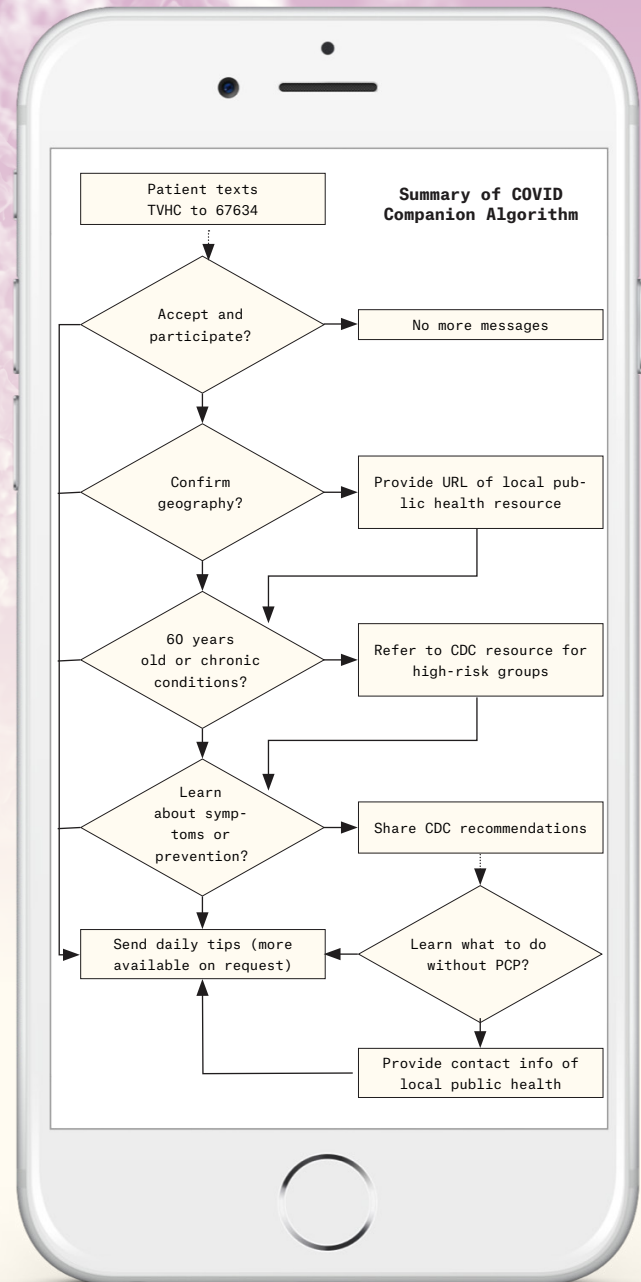 Patient texts
TVHC to 67634
Summary of COVID
Companion Algorithm
Accept and
participate?
No more messages
Confirm
geography?
Provide URL of local pub-
lic health resource
60 years
old or chronic
conditions?
Refer to CDC resource for
high-risk groups
Learn
about symp-
toms or
prevention?
Share CDC recommendations
Send daily tips (more
available on request)
Learn what to do
without PCP?
Provide contact info of
local public health